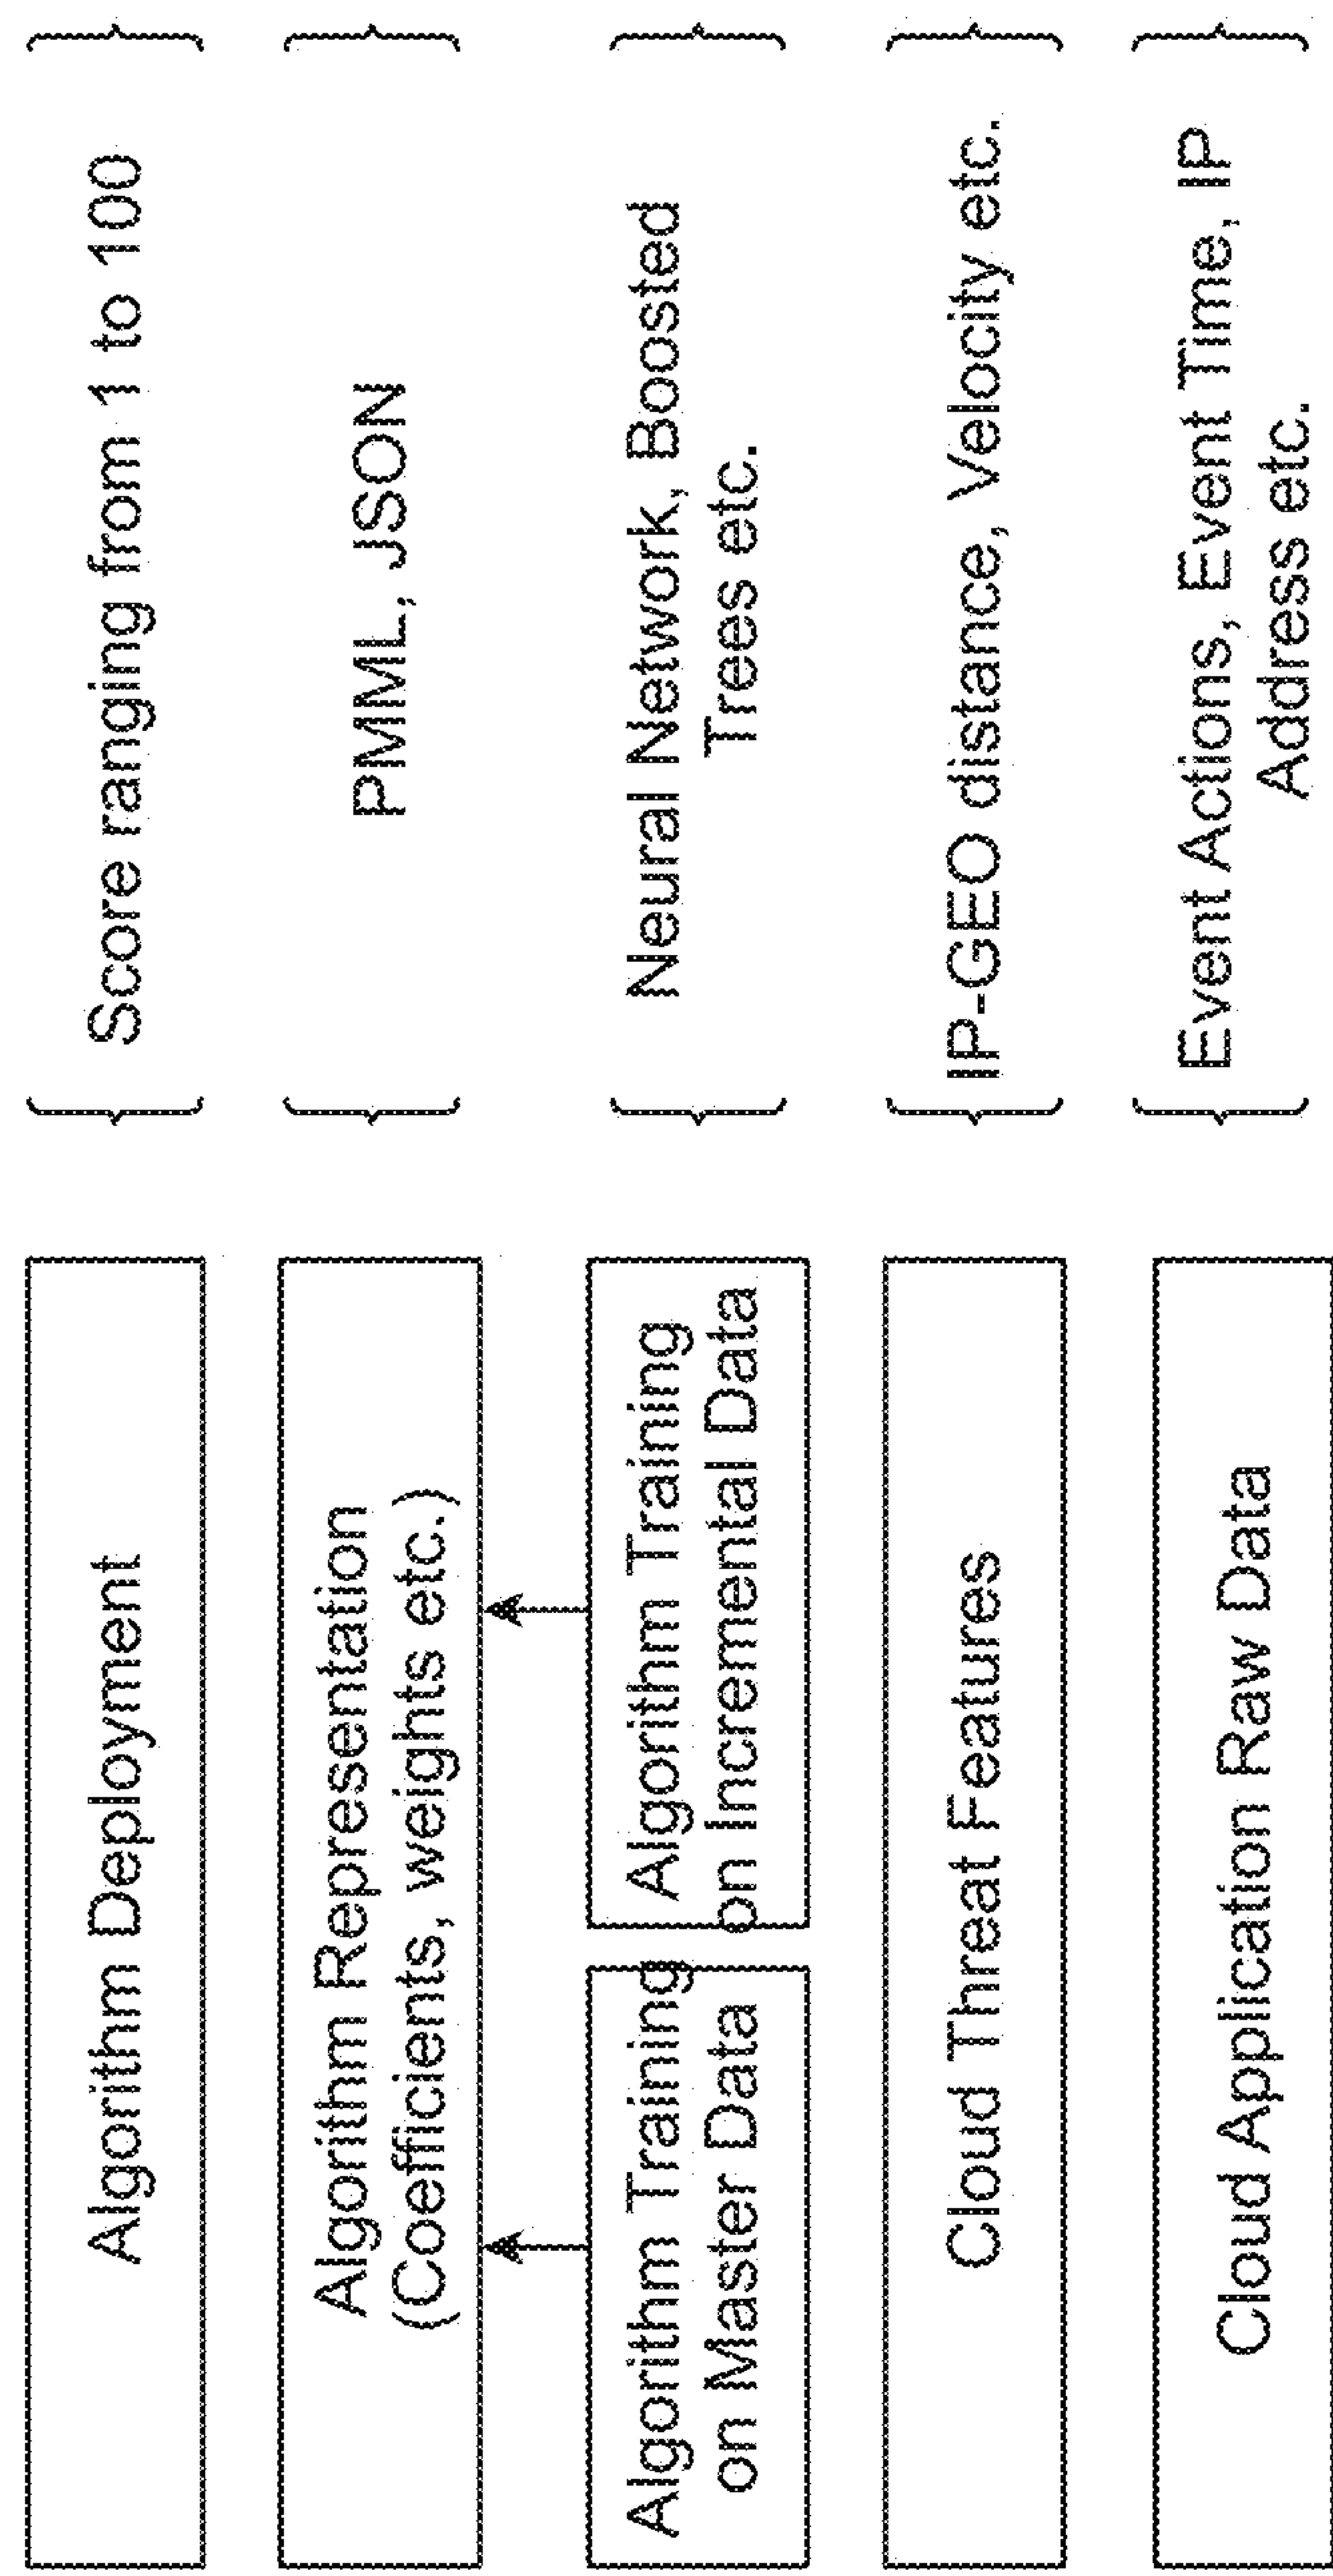 Algorithm Deployment
Score ranging from 1 to 100
Algorithm Representation
(Coefficients, weights etc.)
PMML, JSON
Algorithm Training
on Master Data
Algorithm Training
on Incremental Data
Neural Network, Boosted
Trees etc.
Cloud Threat Features
IP-GEO distance, Velocity etc.
Cloud Application Raw Data
Event Actions, Event Time, IP
Address etc.